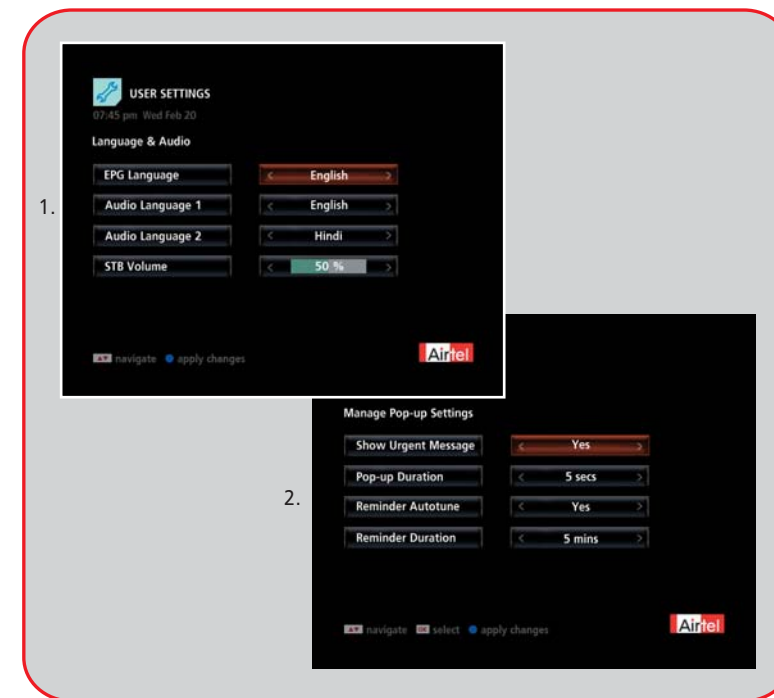 USER SETTINGS
07:45 pm Wed Feb 20
Language & Audio
EPG Language < English >
1.
Audio Language 1 < English >
Audio Language 2 < Hindi >
STB Volume < 50 % >
navigate apply changes
Airtel
Manage Pop-up Settings
Show Urgent Message < Yes >
Pop-up Duration < 5 secs >
2.
Reminder Autotune < Yes >
Reminder Duration < 5 mins >
navigate OK select apply changes
Airtel